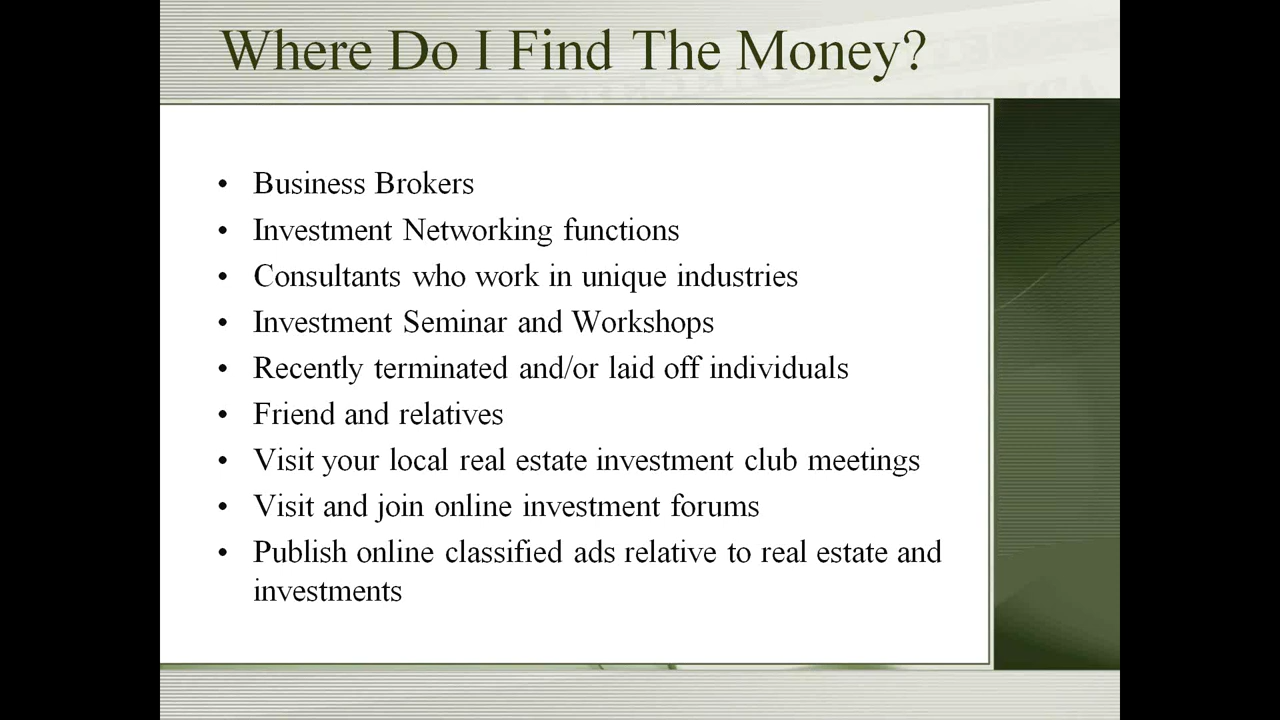 Where Do I Find The Money?
• Business Brokers
• Investment Networking functions
• Consultants who work in unique industries
• Investment Seminar and Workshops
• Recently terminated and/or laid off individuals
• Friend and relatives
• Visit your local real estate investment club meetings
• Visit and join online investment forums
• Publish online classified ads relative to real estate and
investments